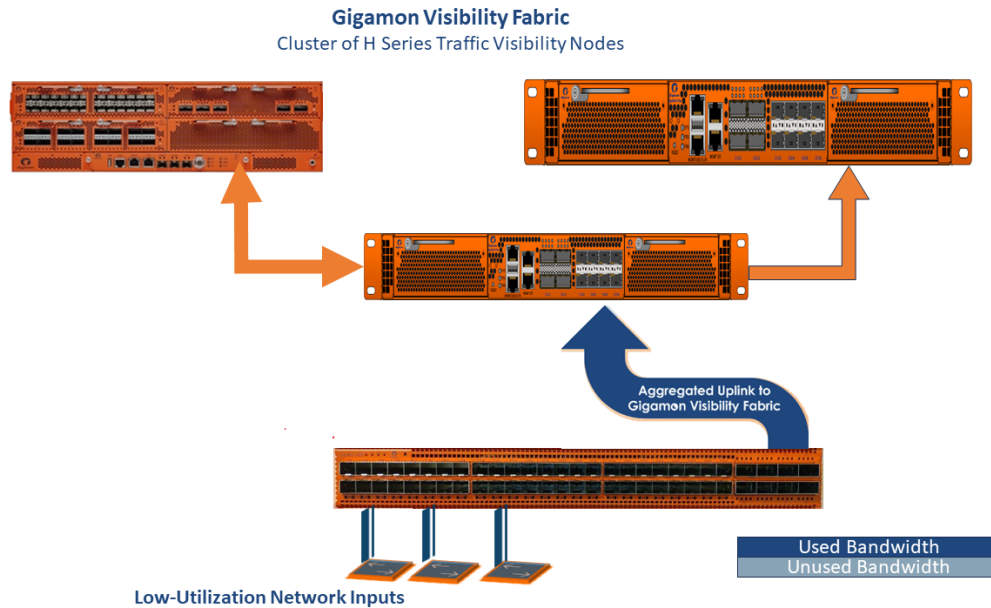 Gigamon Visibility Fabric
Cluster of H Series Traffic Visibility Nodes
Aggregated Uplink to
Gigamon Visibility Fabric
Used Bandwidth
Unused Bandwidth
Low-Utilization Network Inputs